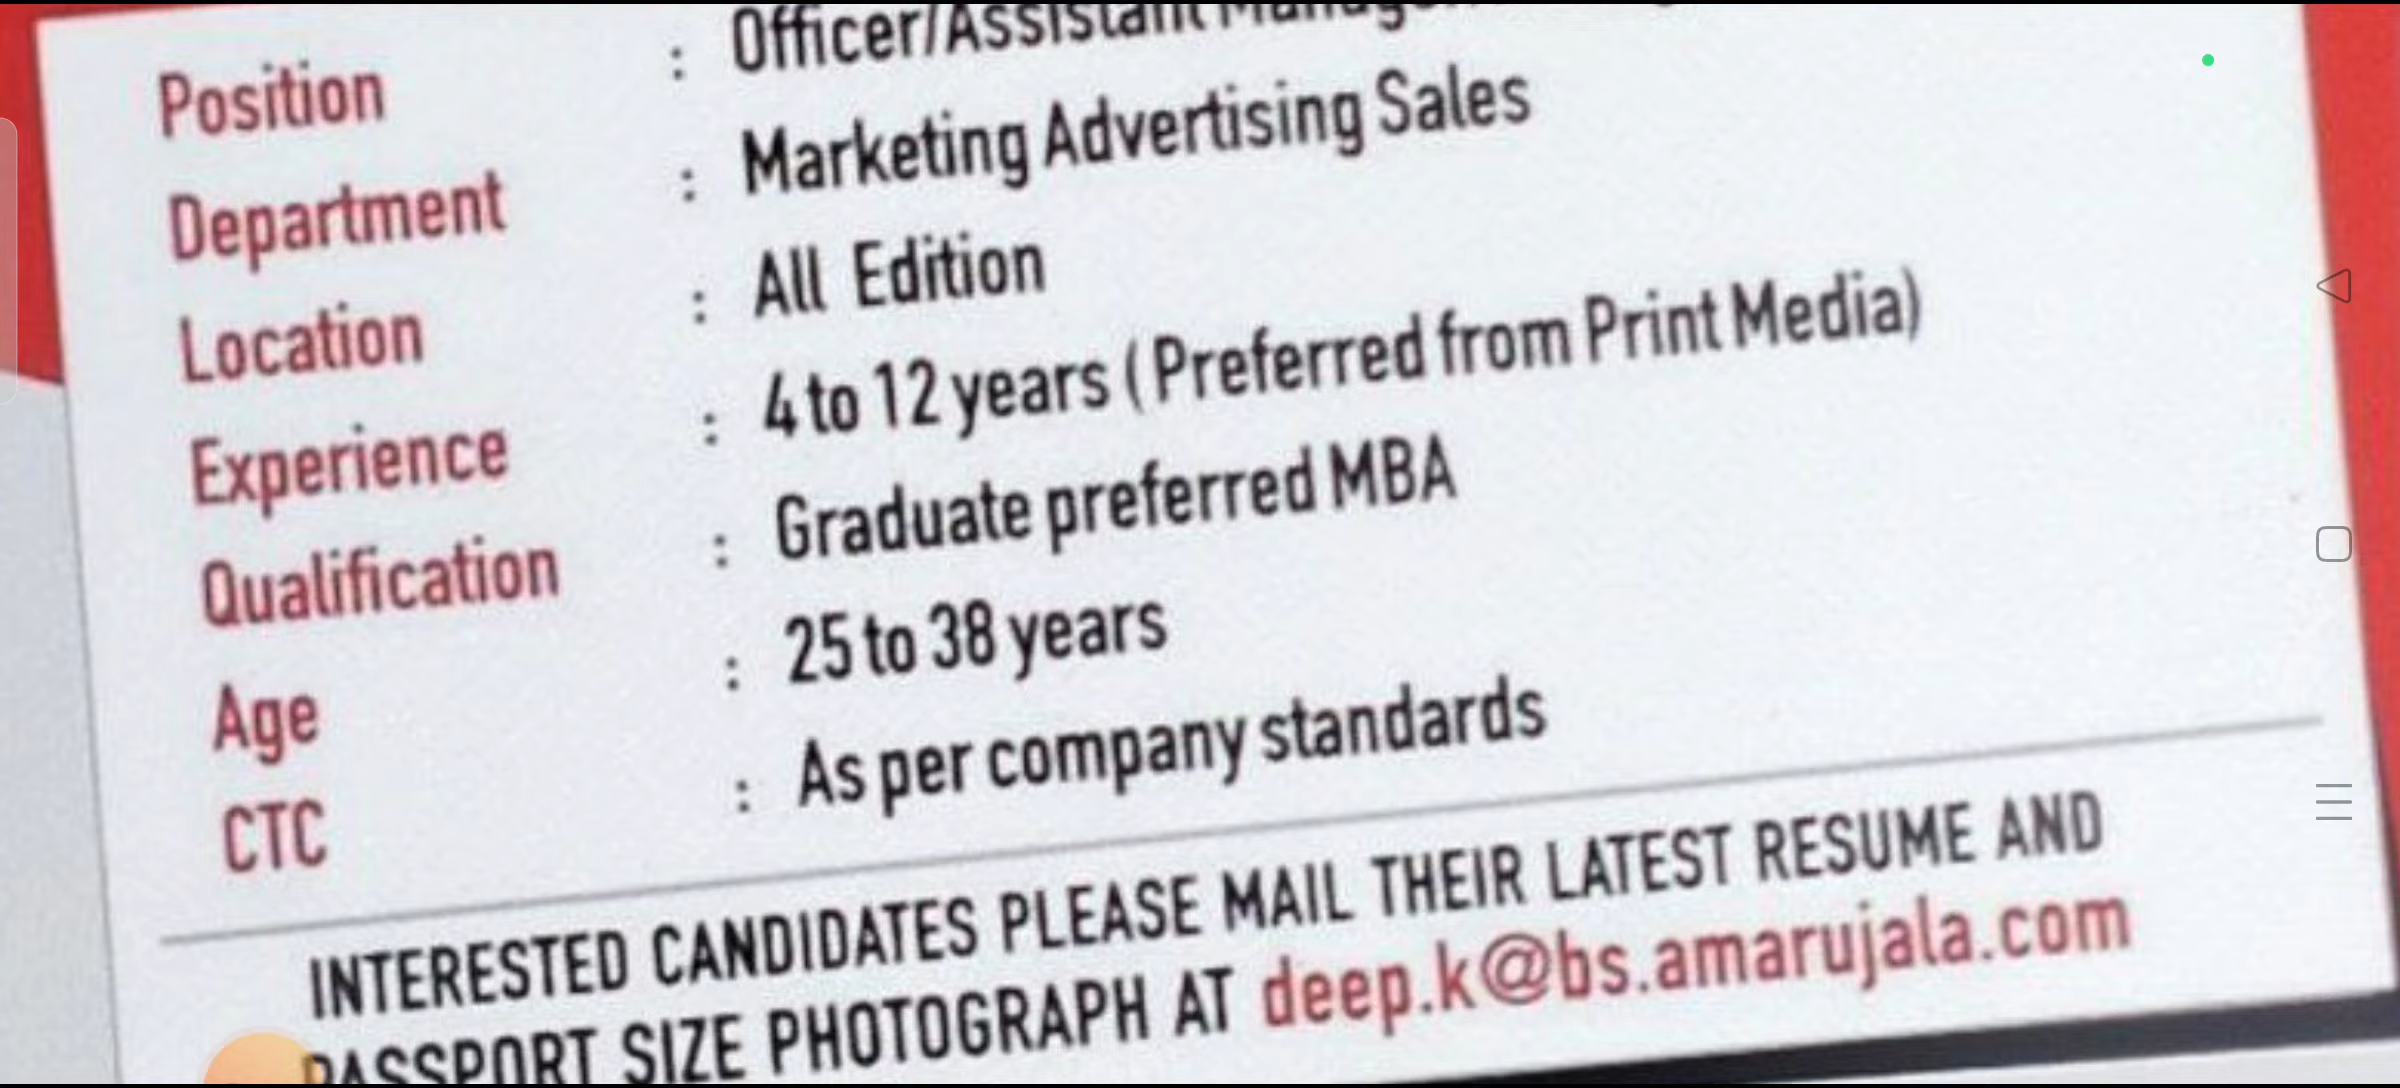 Position : Officer/Assistant
Department : Marketing Advertising Sales
Location : All Edition
Experience : 4 to 12 years ( Preferred from Print Media)
Qualification : Graduate preferred MBA
Age : 25 to 38 years
CTC : As per company standards
INTERESTED CANDIDATES PLEASE MAIL THEIR LATEST RESUME AND
PASSPORT SIZE PHOTOGRAPH AT deep.k@bs.amarujala.com